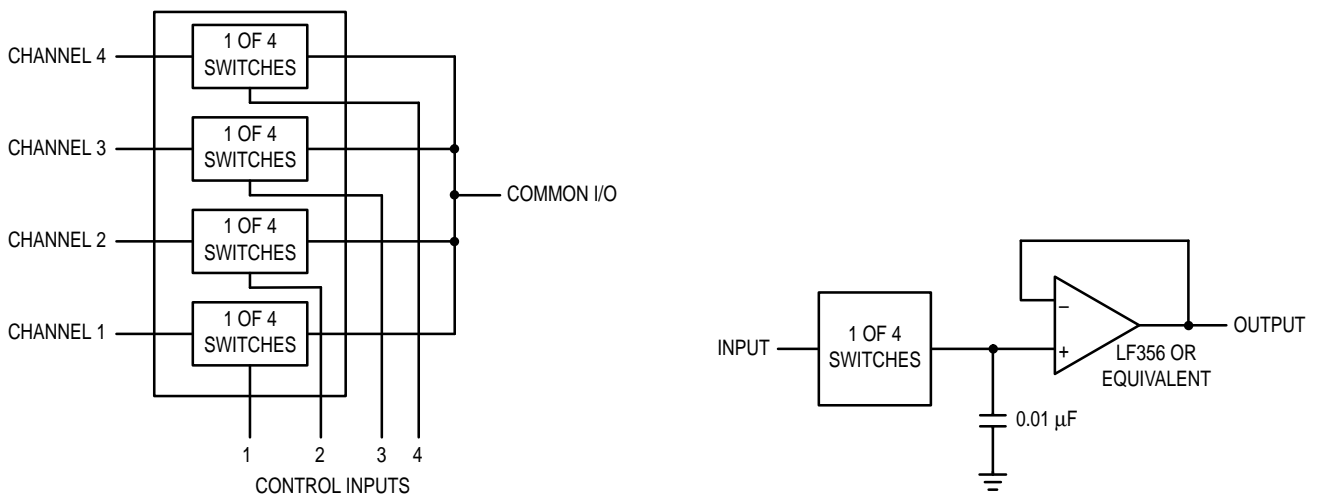 CHANNEL 4
1 OF 4
SWITCHES
CHANNEL 3
1 OF 4
SWITCHES
COMMON I/O
CHANNEL 2
1 OF 4
SWITCHES
CHANNEL 1
1 OF 4
SWITCHES
1 2 3 4
CONTROL INPUTS
INPUT
1 OF 4
SWITCHES
–
+
OUTPUT
LF356 OR
EQUIVALENT
0.01 µF